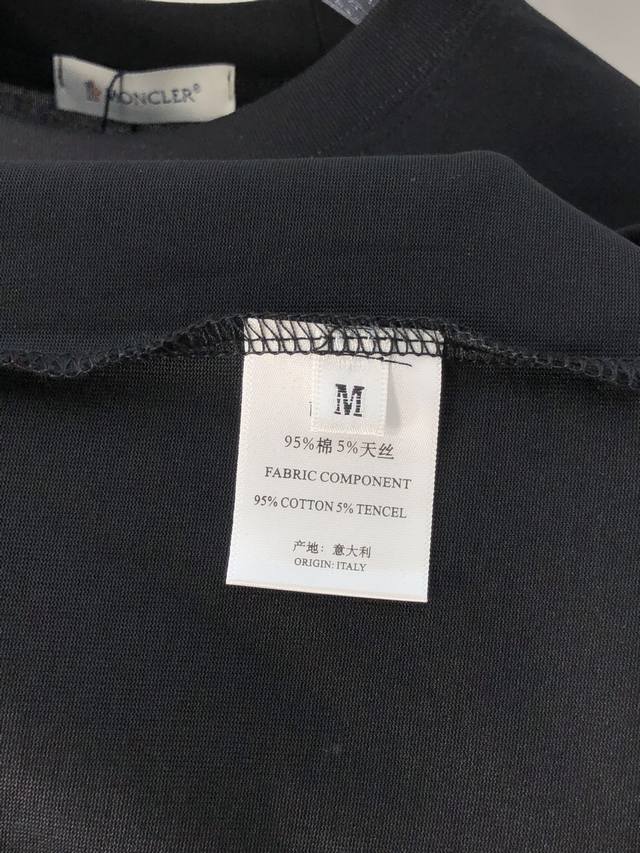 MONCLER®
M
95%棉 5%天丝
FABRIC COMPONENT
95% COTTON 5% TENCEL
产地：意大利
ORIGIN: ITALY